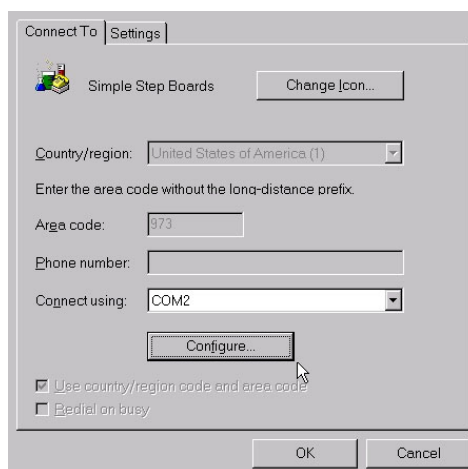 Connect To Settings
Simple Step Boards Change Icon...
Country/region: United States of America (1)
Enter the area code without the long-distance prefix.
Area code: 973
Phone number:
Connect using: COM2
Configure...
Use country/region code and area code
Redial on busy
OK Cancel